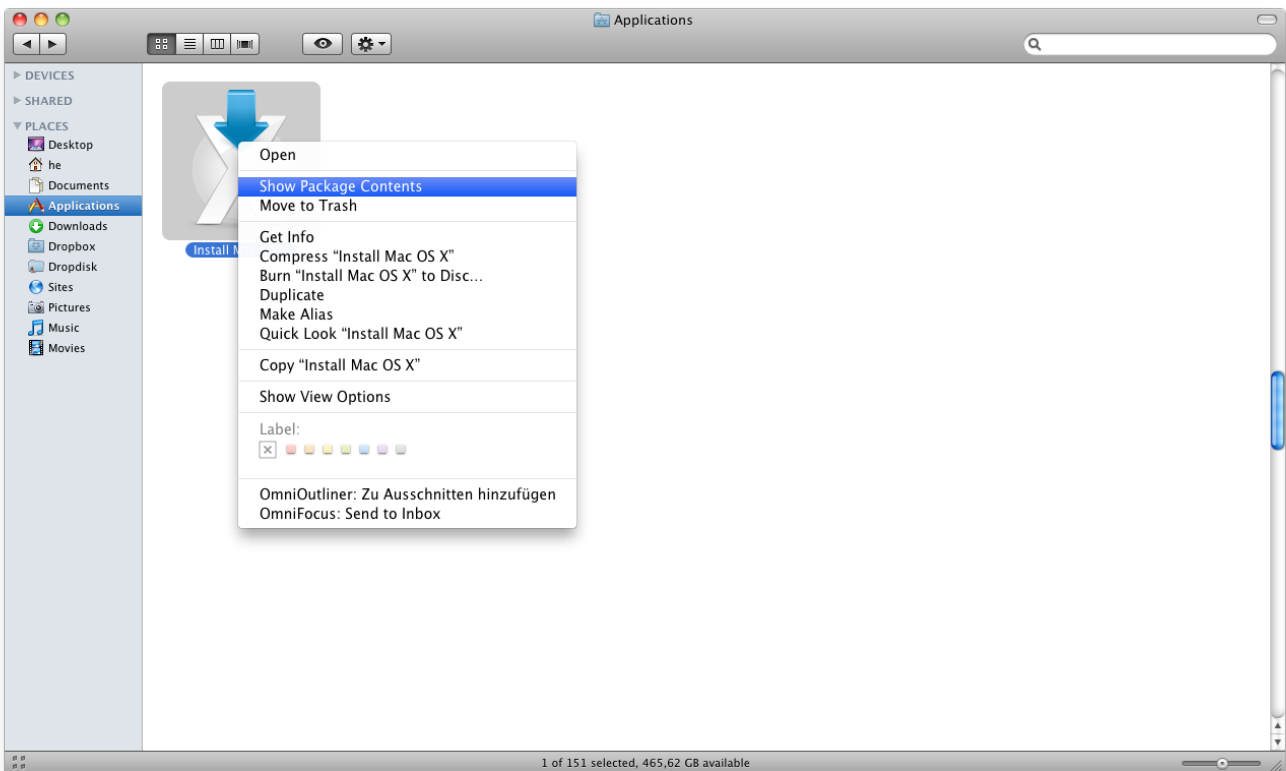 Applications
DEVICES
SHARED
PLACES
Desktop
he
Documents
Applications
Downloads
Dropbox
Dropdisk
Sites
Pictures
Music
Movies
Install
Open
Show Package Contents
Move to Trash
Get Info
Compress “Install Mac OS X”
Burn “Install Mac OS X” to Disc...
Duplicate
Make Alias
Quick Look “Install Mac OS X”
Copy “Install Mac OS X”
Show View Options
Label:
OmniOutliner: Zu Ausschnitten hinzufügen
OmniFocus: Send to Inbox
1 of 151 selected, 465,62 GB available